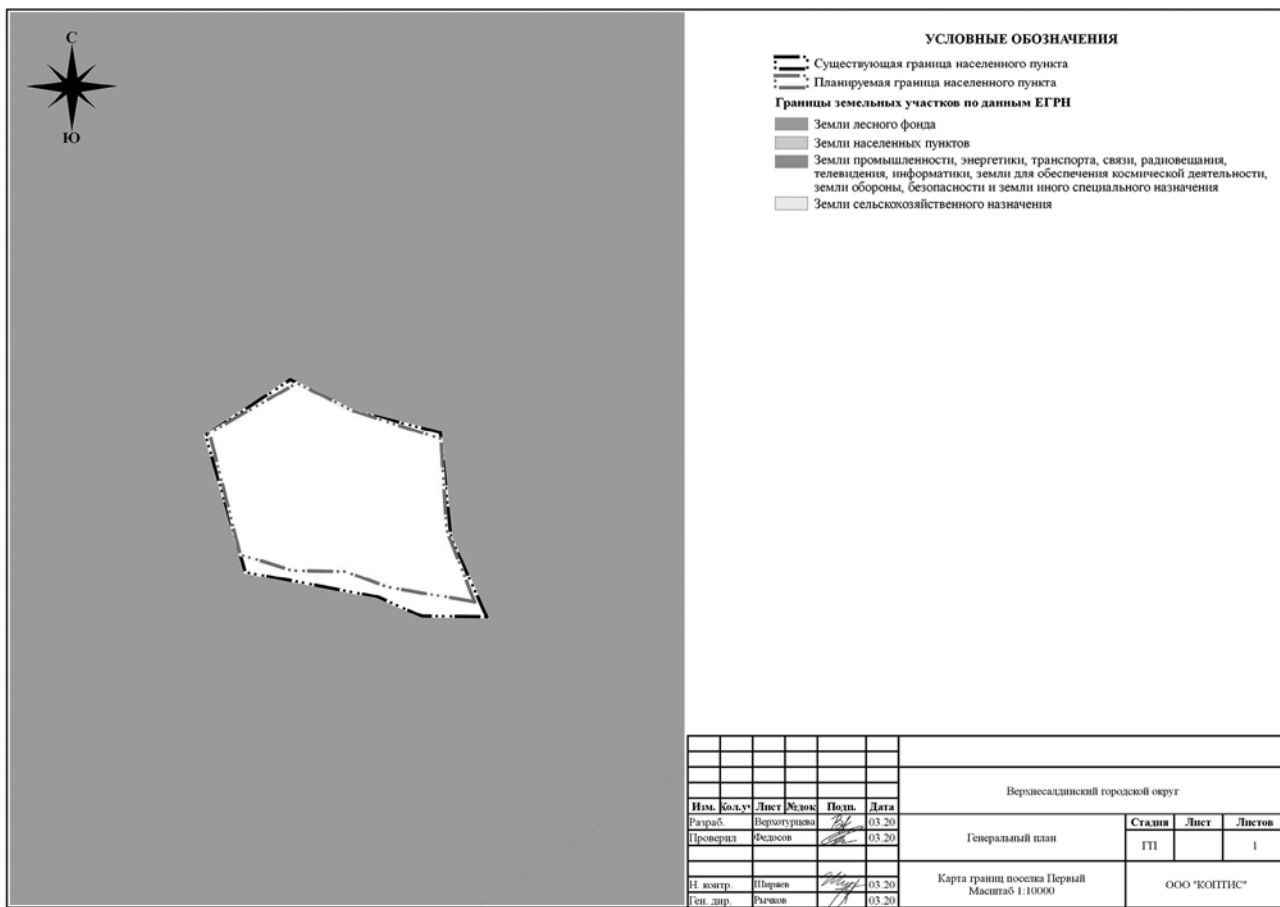 С
Ю
УСЛОВНЫЕ ОБОЗНАЧЕНИЯ
Существующая граница населенного пункта
Планируемая граница населенного пункта
Границы земельных участков по данным ЕГРН
Земли лесного фонда
Земли населенных пунктов
Земли промышленности, энергетики, транспорта, связи, радиовещания,
телевидения, информатики, земли для обеспечения космической деятельности,
земли обороны, безопасности и земли иного специального назначения
Земли сельскохозяйственного назначения
Верхнесалдинский городской округ
Изм. Кол.уч Лист №док Подп. Дата
Разраб. Верхотурцева 03.20
Проверил Федосов 03.20
Генеральный план
Стадия Лист Листов
ГП 1
Н. контр. Ширяев 03.20
Ген. дир. Рычков 03.20
Карта границ поселка Первый
Масштаб 1:10000
ООО "КОПТИС"